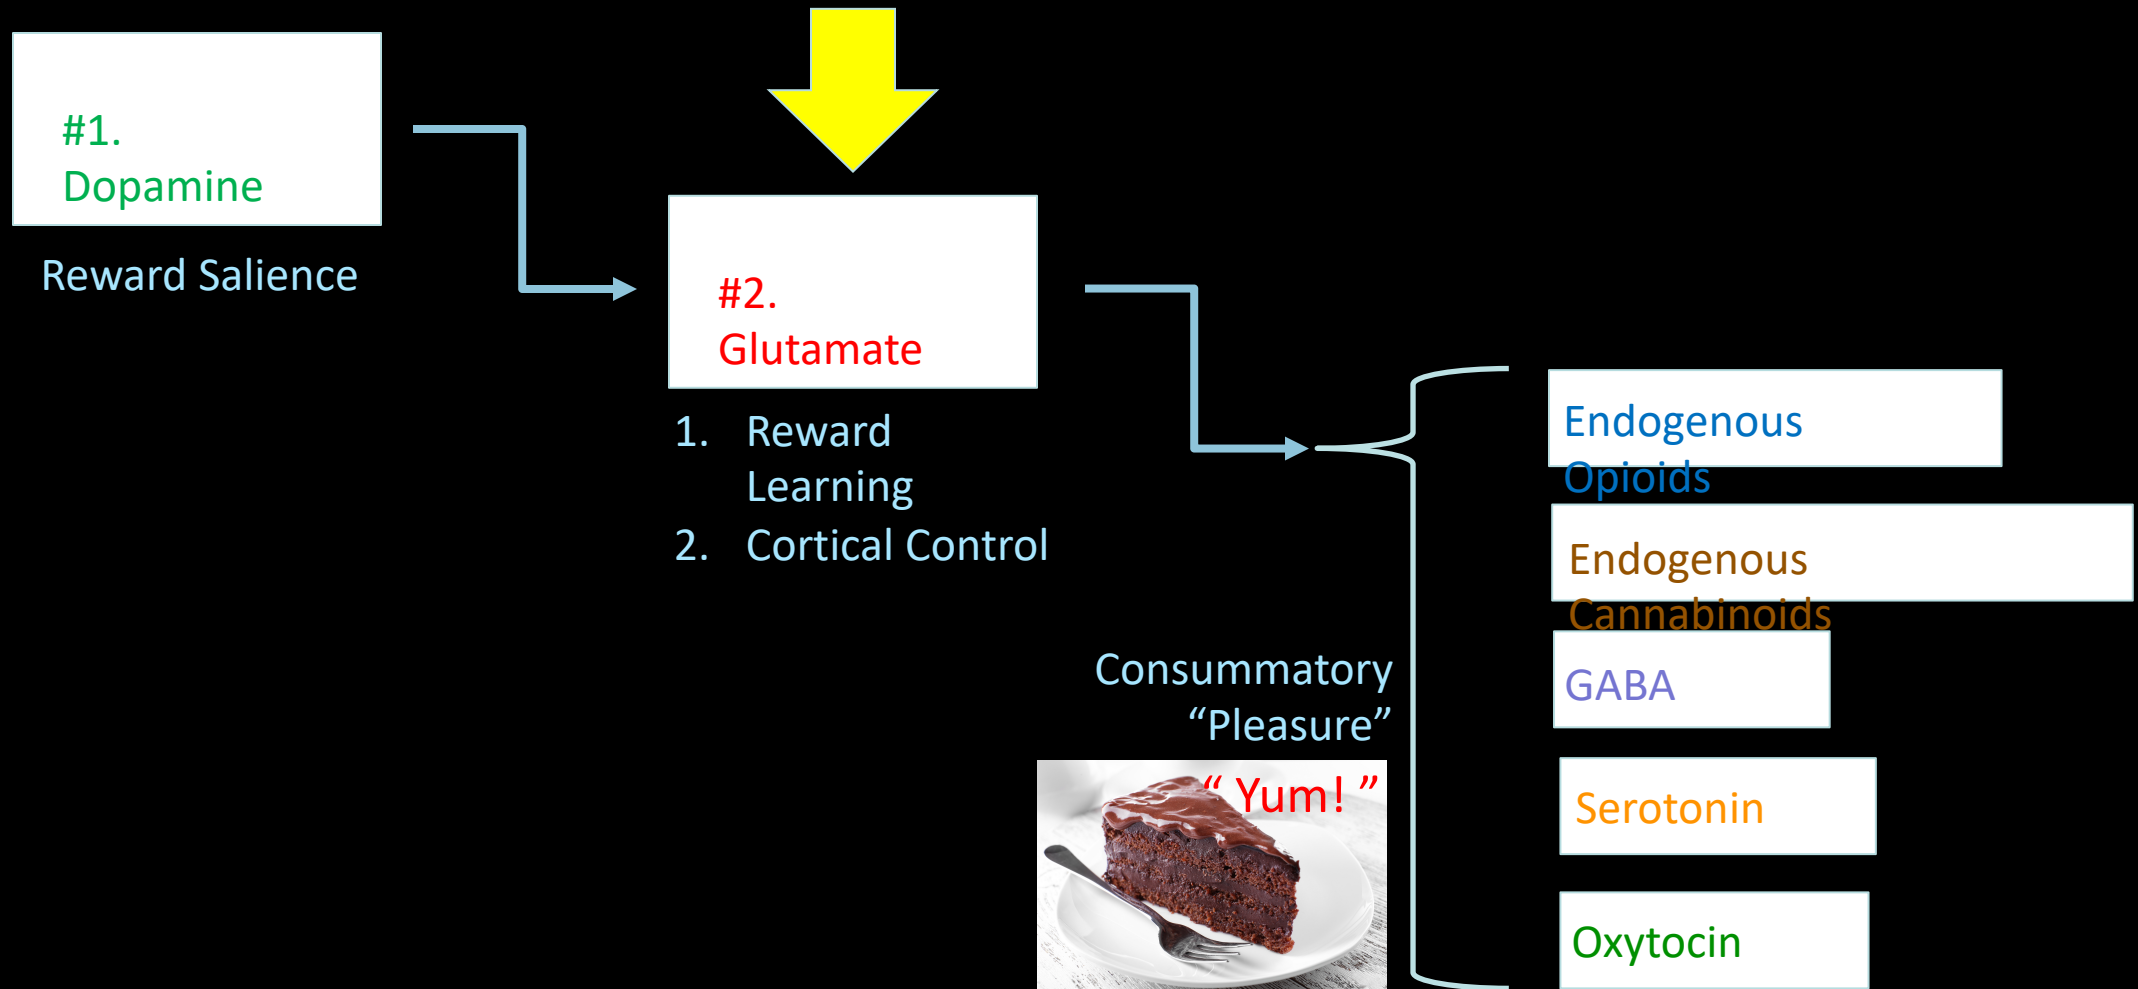 #1.
Dopamine
Reward Salience
#2.
Glutamate
1. Reward
Learning
2. Cortical Control
Consummatory
“Pleasure”
“ Yum! ”
Endogenous
Opioids
Endogenous
Cannabinoids
GABA
Serotonin
Oxytocin